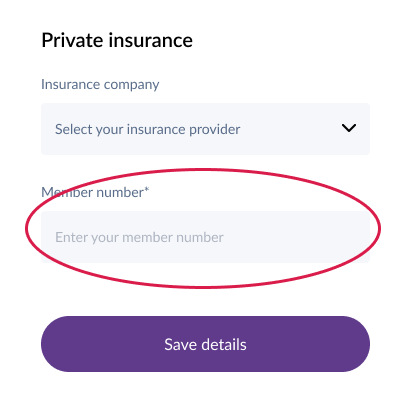 Private insurance
Insurance company
Select your insurance provider
Member number*
Enter your member number
Save details